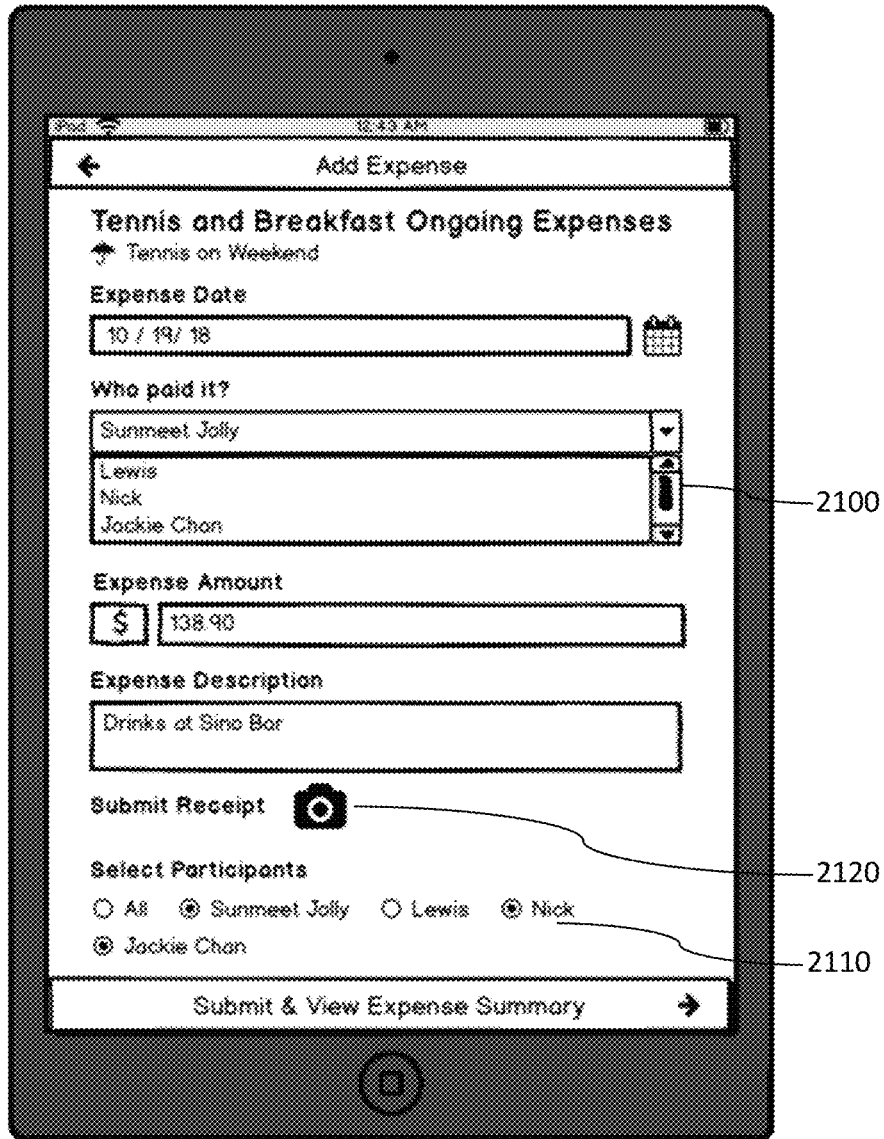 iPod 12:43 AM
Add Expense
Tennis and Breakfast Ongoing Expenses
Tennis on Weekend
Expense Date
10 / 19/ 18
Who paid it?
Sunmeet Jolly
Lewis
Nick
Jackie Chan
2100
Expense Amount
$ 138.90
Expense Description
Drinks at Sino Bar
Submit Receipt
2120
Select Participants
All Sunmeet Jolly Lewis Nick
Jackie Chan
2110
Submit & View Expense Summary